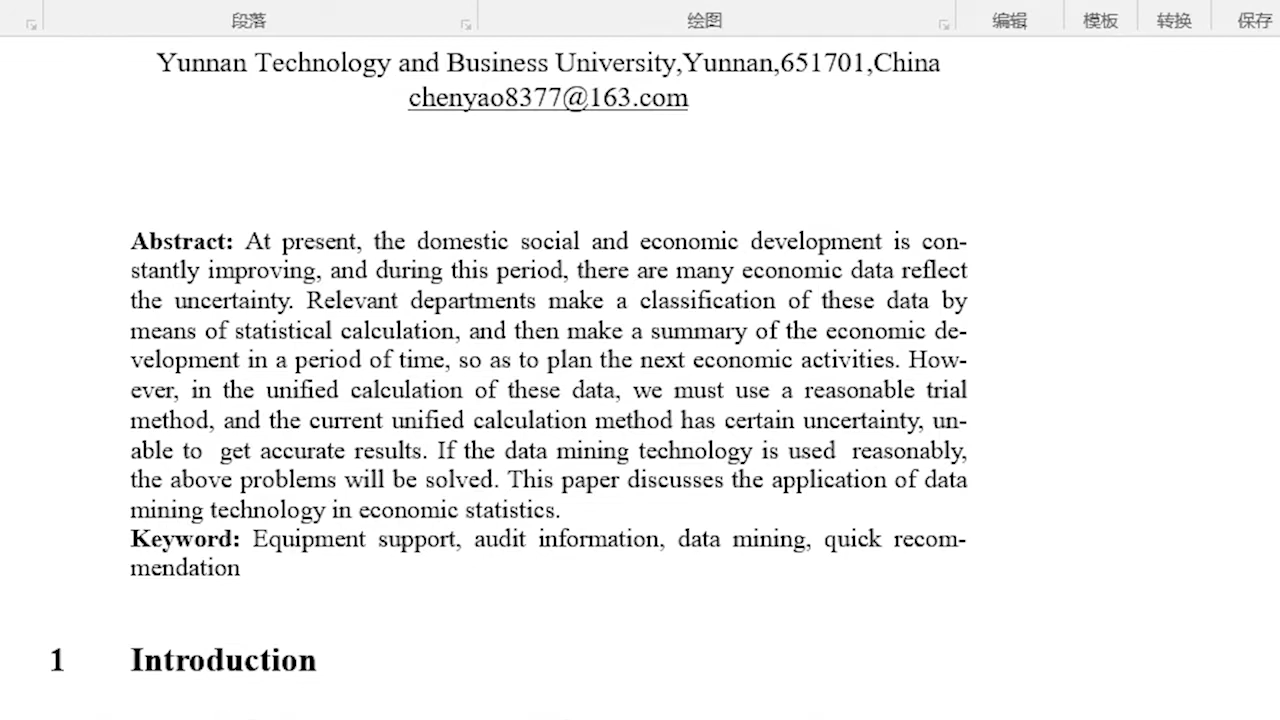 段落 绘图 编辑 模板 转换 保存
Yunnan Technology and Business University,Yunnan,651701,China
chenyao8377@163.com
Abstract: At present, the domestic social and economic development is con-
stantly improving, and during this period, there are many economic data reflect
the uncertainty. Relevant departments make a classification of these data by
means of statistical calculation, and then make a summary of the economic de-
velopment in a period of time, so as to plan the next economic activities. How-
ever, in the unified calculation of these data, we must use a reasonable trial
method, and the current unified calculation method has certain uncertainty, un-
able to get accurate results. If the data mining technology is used reasonably,
the above problems will be solved. This paper discusses the application of data
mining technology in economic statistics.
Keyword: Equipment support, audit information, data mining, quick recom-
mendation
1 Introduction